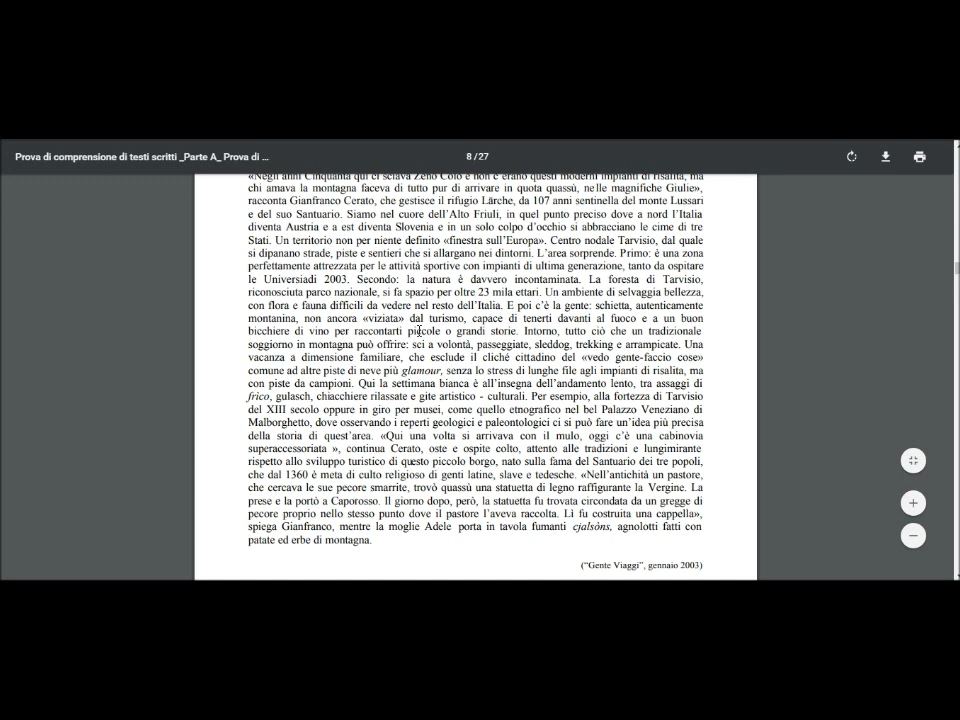 Prova di comprensione di testi scritti _Parte A_ Prova di ...
8 / 27
«Negli anni Cinquanta qui ci sciava Zeno Colò e non c'erano questi moderni impianti di risalita, ma
chi amava la montagna faceva di tutto pur di arrivare in quota quassù, nelle magnifiche Giulie»,
racconta Gianfranco Cerato, che gestisce il rifugio Lärche, da 107 anni sentinella del monte Lussari
e del suo Santuario. Siamo nel cuore dell'Alto Friuli, in quel punto preciso dove a nord l'Italia
diventa Austria e a est diventa Slovenia e in un solo colpo d'occhio si abbracciano le cime di tre
Stati. Un territorio non per niente definito «finestra sull'Europa». Centro nodale Tarvisio, dal quale
si dipanano strade, piste e sentieri che si allargano nei dintorni. L'area sorprende. Primo: è una zona
perfettamente attrezzata per le attività sportive con impianti di ultima generazione, tanto da ospitare
le Universiadi 2003. Secondo: la natura è davvero incontaminata. La foresta di Tarvisio,
riconosciuta parco nazionale, si fa spazio per oltre 23 mila ettari. Un ambiente di selvaggia bellezza,
con flora e fauna difficili da vedere nel resto dell'Italia. E poi c'è la gente: schietta, autenticamente
montanina, non ancora «viziata» dal turismo, capace di tenerti davanti al fuoco e a un buon
bicchiere di vino per raccontarti piccole o grandi storie. Intorno, tutto ciò che un tradizionale
soggiorno in montagna può offrire: sci a volontà, passeggiate, sleddog, trekking e arrampicate. Una
vacanza a dimensione familiare, che esclude il cliché cittadino del «vedo gente-faccio cose»
comune ad altre piste di neve più glamour, senza lo stress di lunghe file agli impianti di risalita, ma
con piste da campioni. Qui la settimana bianca è all'insegna dell'andamento lento, tra assaggi di
frico, gulasch, chiacchiere rilassate e gite artistico - culturali. Per esempio, alla fortezza di Tarvisio
del XIII secolo oppure in giro per musei, come quello etnografico nel bel Palazzo Veneziano di
Malborghetto, dove osservando i reperti geologici e paleontologici ci si può fare un'idea più precisa
della storia di quest'area. «Qui una volta si arrivava con il mulo, oggi c'è una cabinovia
superaccessoriata », continua Cerato, oste e ospite colto, attento alle tradizioni e lungimirante
rispetto allo sviluppo turistico di questo piccolo borgo, nato sulla fama del Santuario dei tre popoli,
che dal 1360 è meta di culto religioso di genti latine, slave e tedesche. «Nell'antichità un pastore,
che cercava le sue pecore smarrite, trovò quassù una statuetta di legno raffigurante la Vergine. La
prese e la portò a Caporosso. Il giorno dopo, però, la statuetta fu trovata circondata da un gregge di
pecore proprio nello stesso punto dove il pastore l'aveva raccolta. Lì fu costruita una cappella»,
spiega Gianfranco, mentre la moglie Adele porta in tavola fumanti cjalsòns, agnolotti fatti con
patate ed erbe di montagna.
("Gente Viaggi", gennaio 2003)